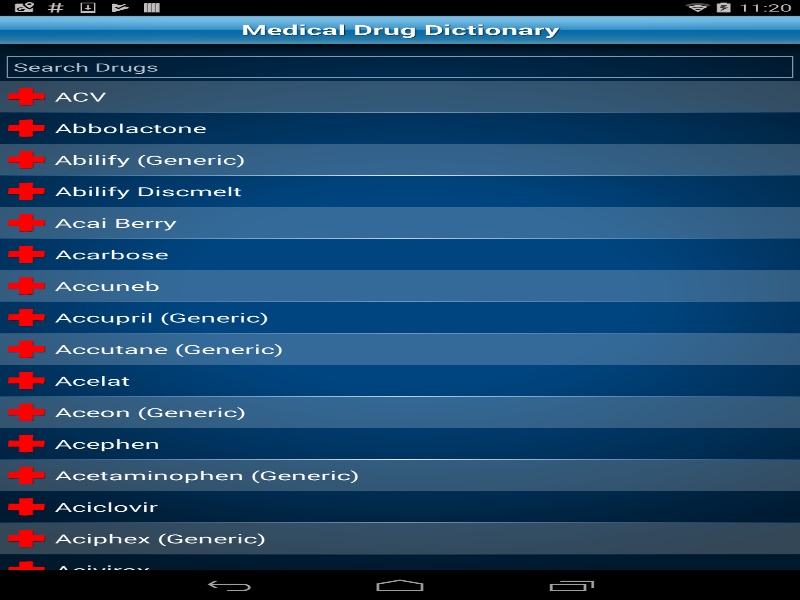 11:20
Medical Drug Dictionary
Search Drugs
ACV
Abbolactone
Abilify (Generic)
Abilify Discmelt
Acai Berry
Acarbose
Accuneb
Accupril (Generic)
Accutane (Generic)
Acelat
Aceon (Generic)
Acephen
Acetaminophen (Generic)
Aciclovir
Aciphex (Generic)